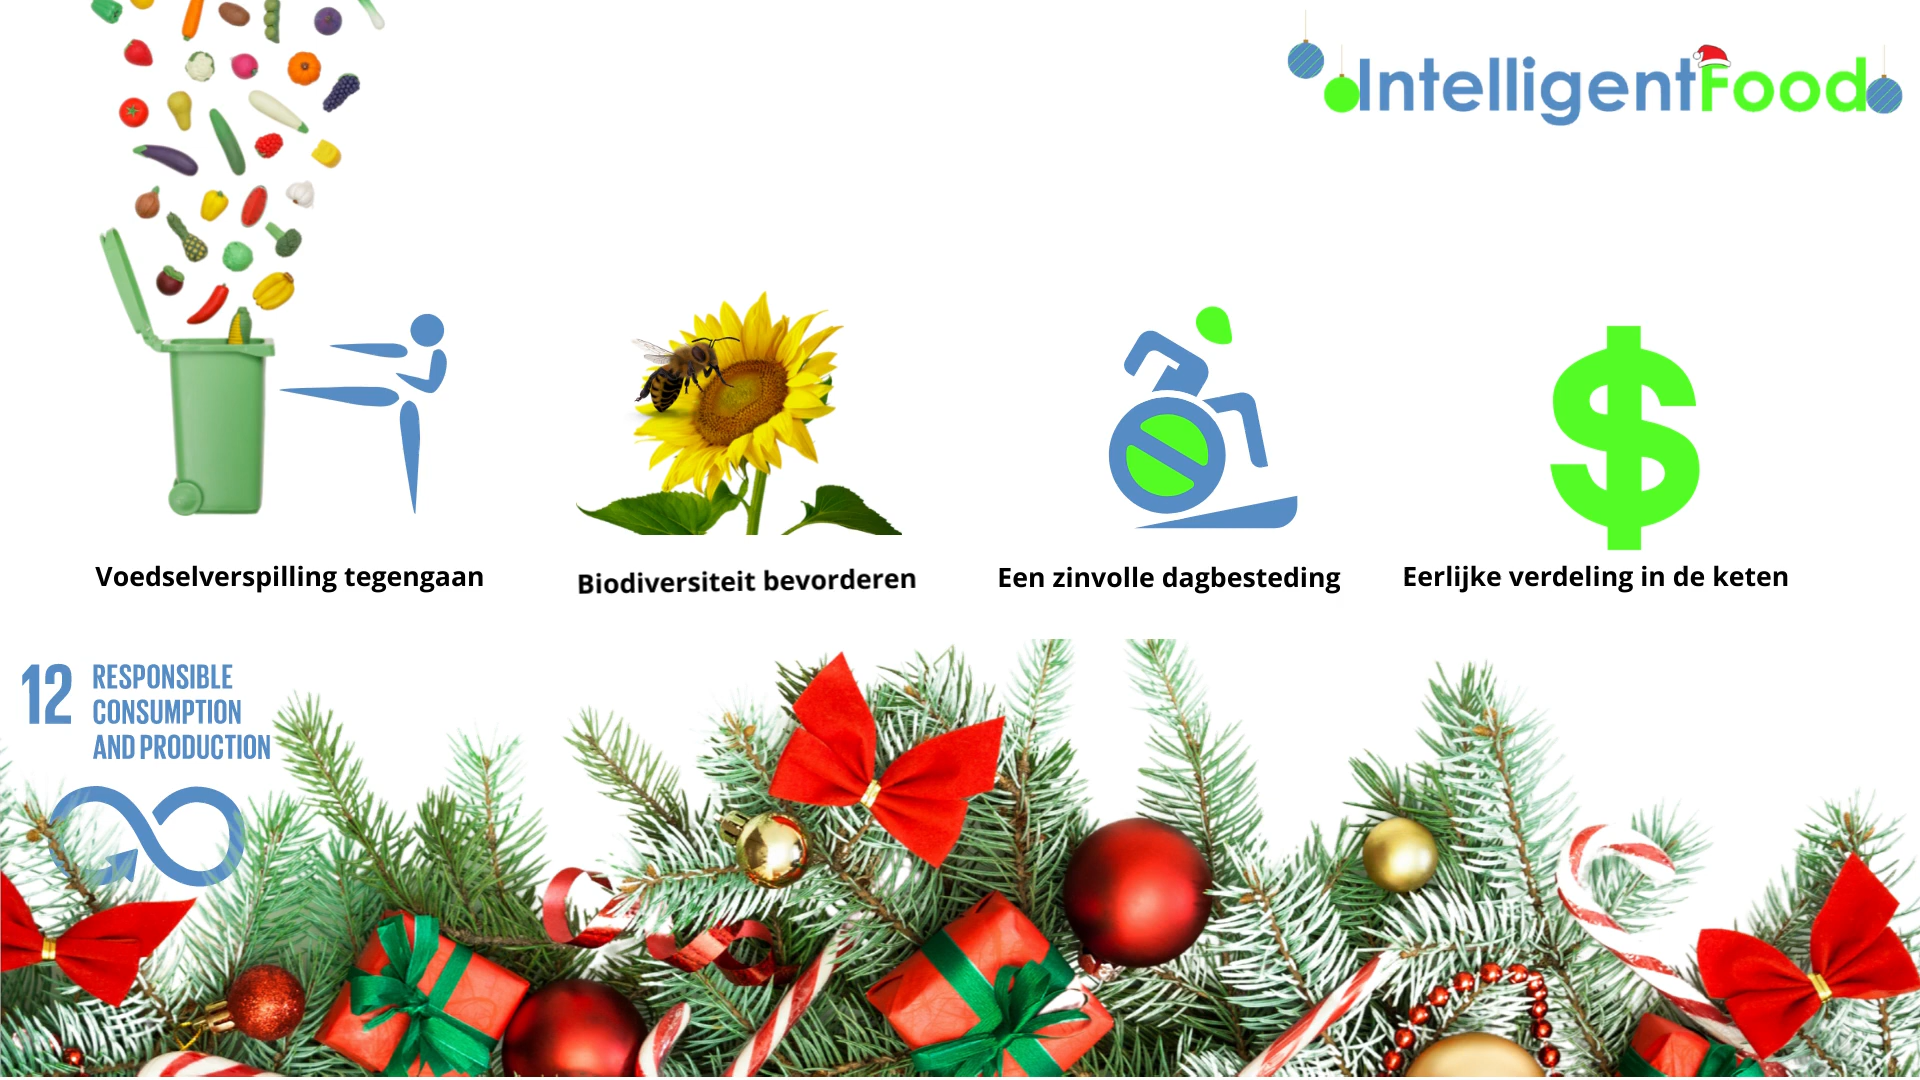 IntelligentFood
Voedselverspilling tegengaan
Biodiversiteit bevorderen
Een zinvolle dagbesteding
Eerlijke verdeling in de keten
$
12 RESPONSIBLE
CONSUMPTION
AND PRODUCTION